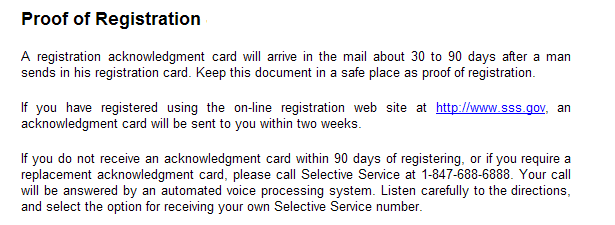 Proof of Registration
A registration acknowledgment card will arrive in the mail about 30 to 90 days after a man
sends in his registration card. Keep this document in a safe place as proof of registration.
If you have registered using the on-line registration web site at http://www.sss.gov, an
acknowledgment card will be sent to you within two weeks.
If you do not receive an acknowledgment card within 90 days of registering, or if you require a
replacement acknowledgment card, please call Selective Service at 1-847-688-6888. Your call
will be answered by an automated voice processing system. Listen carefully to the directions,
and select the option for receiving your own Selective Service number.